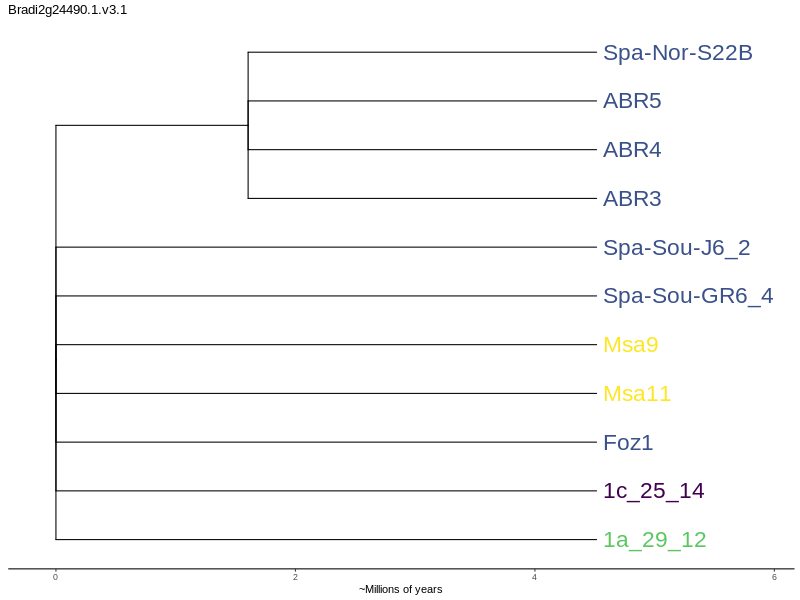 Bradi2g24490.1.v3.1
Spa-Nor-S22B
ABR5
ABR4
ABR3
Spa-Sou-J6_2
Spa-Sou-GR6_4
Msa9
Msa11
Foz1
1c_25_14
1a_29_12
0 2 4 6
~Millions of years